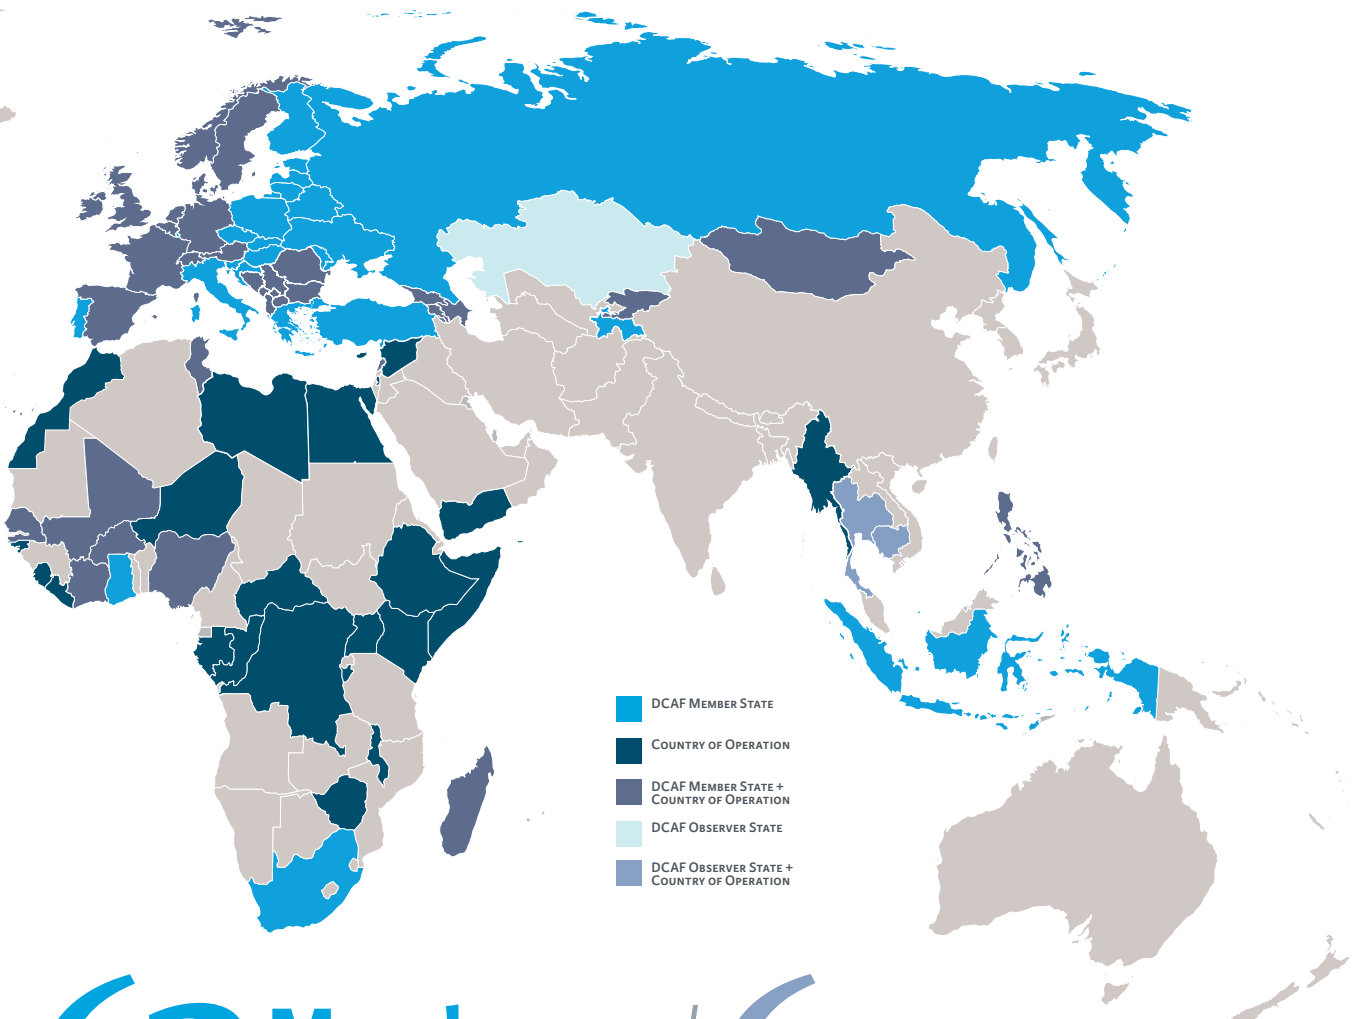 DCAF Member State
Country of Operation
DCAF Member State +
Country of Operation
DCAF Observer State
DCAF Observer State +
Country of Operation